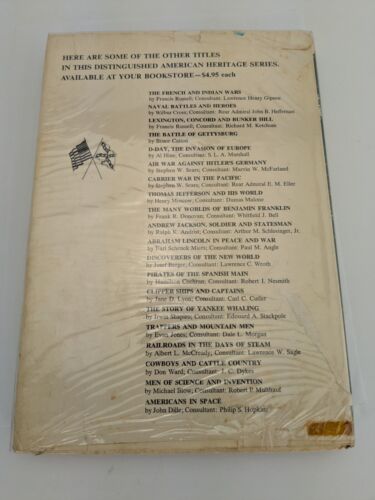 HERE ARE SOME OF THE OTHER TITLES
IN THIS DISTINGUISHED AMERICAN HERITAGE SERIES.
AVAILABLE AT YOUR BOOKSTORE—$4.95 each
THE FRENCH AND INDIAN WARS
by Francis Russell; Consultant: Lawrence Henry Gipson
NAVAL BATTLES AND HEROES
by Wilbur Cross; Consultant: Rear Admiral John B. Heffernan
LEXINGTON, CONCORD AND BUNKER HILL
by Francis Russell; Consultant: Richard M. Ketchum
THE BATTLE OF GETTYSBURG
by Bruce Catton
D-DAY, THE INVASION OF EUROPE
by Al Hine; Consultant: S. L. A. Marshall
AIR WAR AGAINST HITLER'S GERMANY
by Stephen W. Sears; Consultant: Marvin W. McFarland
CARRIER WAR IN THE PACIFIC
by Stephen W. Sears; Consultant: Rear Admiral E. M. Eller
THOMAS JEFFERSON AND HIS WORLD
by Henry Moscow; Consultant: Dumas Malone
THE MANY WORLDS OF BENJAMIN FRANKLIN
by Frank R. Donovan; Consultant: Whitfield J. Bell
ANDREW JACKSON, SOLDIER AND STATESMAN
by Ralph K. Andrist; Consultant: Arthur M. Schlesinger, Jr.
ABRAHAM LINCOLN IN PEACE AND WAR
by Earl Schenck Miers; Consultant: Paul M. Angle
DISCOVERERS OF THE NEW WORLD
by Josef Berger; Consultant: Lawrence C. Wroth
PIRATES OF THE SPANISH MAIN
by Hamilton Cochran; Consultant: Robert I. Nesmith
CLIPPER SHIPS AND CAPTAINS
by Jane D. Lyon; Consultant: Carl C. Cutler
THE STORY OF YANKEE WHALING
by Irwin Shapiro; Consultant: Edouard A. Stackpole
TRAPPERS AND MOUNTAIN MEN
by Evan Jones; Consultant: Dale L. Morgan
RAILROADS IN THE DAYS OF STEAM
by Albert L. McCready; Consultant: Lawrence W. Sagle
COWBOYS AND CATTLE COUNTRY
by Don Ward; Consultant: J. C. Dykes
MEN OF SCIENCE AND INVENTION
by Michael Blow; Consultant: Robert P. Multhauf
AMERICANS IN SPACE
by John Dille; Consultant: Philip S. Hopkins